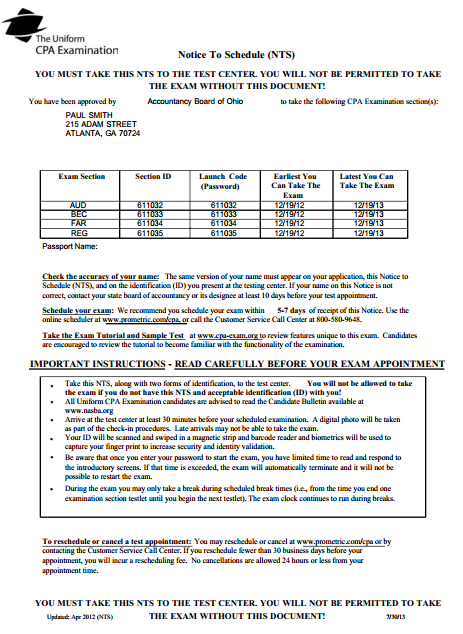 The Uniform
CPA Examination
Notice To Schedule (NTS)
YOU MUST TAKE THIS NTS TO THE TEST CENTER. YOU WILL NOT BE PERMITTED TO TAKE
THE EXAM WITHOUT THIS DOCUMENT!
You have been approved by Accountancy Board of Ohio to take the following CPA Examination section(s):
PAUL SMITH
215 ADAM STREET
ATLANTA, GA 70724
Exam Section Section ID Launch Code (Password) Earliest You Can Take The Exam Latest You Can Take The Exam
AUD 611032 611032 12/19/12 12/19/13
BEC 611033 611033 12/19/12 12/19/13
FAR 611034 611034 12/19/12 12/19/13
REG 611035 611035 12/19/12 12/19/13
Passport Name:
Check the accuracy of your name: The same version of your name must appear on your application, this Notice to
Schedule (NTS), and on the identification (ID) you present at the testing center. If your name on this Notice is not
correct, contact your state board of accountancy or its designee at least 10 days before your test appointment.
Schedule your exam: We recommend you schedule your exam within 5-7 days of receipt of this Notice. Use the
online scheduler at www.prometric.com/cpa, or call the Customer Service Call Center at 800-580-9648.
Take the Exam Tutorial and Sample Test at www.cpa-exam.org to review features unique to this exam. Candidates
are encouraged to review the tutorial to become familiar with the functionality of the examination.
IMPORTANT INSTRUCTIONS - READ CAREFULLY BEFORE YOUR EXAM APPOINTMENT
• Take this NTS, along with two forms of identification, to the test center. You will not be allowed to take
the exam if you do not have this NTS and acceptable identification (ID) with you!
• All Uniform CPA Examination candidates are advised to read the Candidate Bulletin available at
www.nasba.org
• Arrive at the test center at least 30 minutes before your scheduled examination. A digital photo will be taken
as part of the check-in procedures. Late arrivals may not be able to take the exam.
• Your ID will be scanned and swiped in a magnetic strip and barcode reader and biometrics will be used to
capture your finger print to increase security and identity validation.
• Be aware that once you enter your password to start the exam, you have limited time to read and respond to
the introductory screens. If that time is exceeded, the exam will automatically terminate and it will not be
possible to restart the exam.
• During the exam you may only take a break during scheduled break times (i.e., from the time you end one
examination section testlet until you begin the next testlet). The exam clock continues to run during breaks.
To reschedule or cancel a test appointment: You may reschedule or cancel at www.prometric.com/cpa or by
contacting the Customer Service Call Center. If you reschedule fewer than 30 business days before your
appointment, you will incur a rescheduling fee. No cancellations are allowed 24 hours or less from your
appointment time.
YOU MUST TAKE THIS NTS TO THE TEST CENTER. YOU WILL NOT BE PERMITTED TO TAKE
Updated: Apr 2012 (NTS) THE EXAM WITHOUT THIS DOCUMENT! 7/30/13